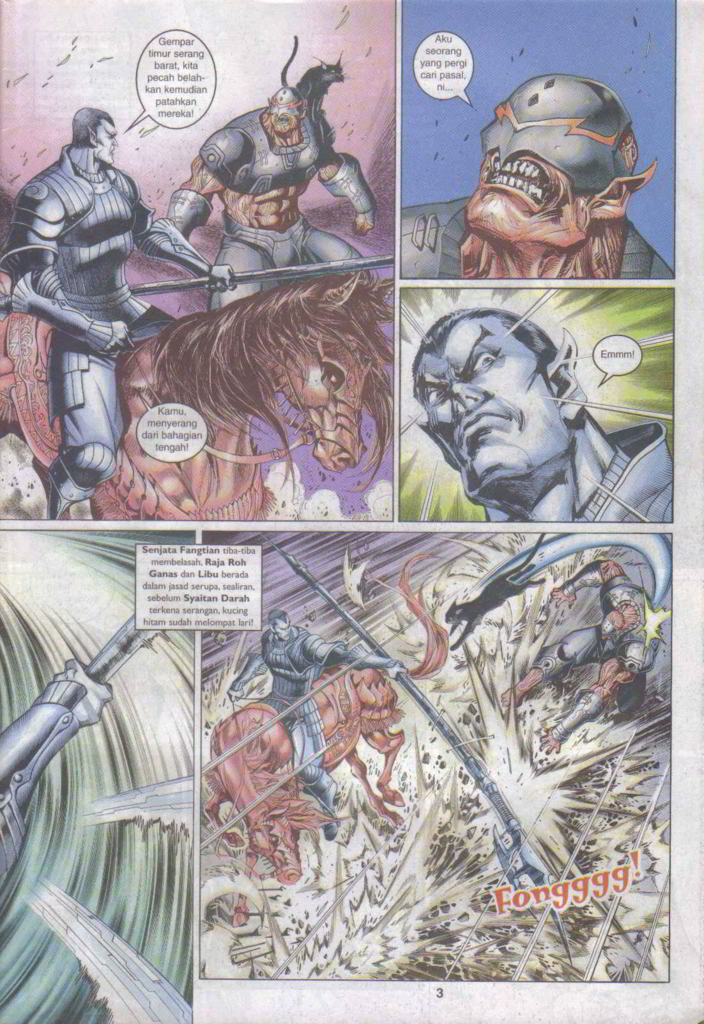 Gempar
timur serang
barat, kita
pecah belah-
kan kemudian
patahkan
mereka!
Aku
seorang
yang pergi
cari pasal,
ni...
Emmm!
Kamu,
menyerang
dari bahagian
tengah!
Senjata Fangtian tiba-tiba
membelasah, Raja Roh
Ganas dan Libu berada
dalam jasad serupa, sealiran,
sebelum Syaitan Darah
terkena serangan, kucing
hitam sudah melompat lari!
Fongggg!
3